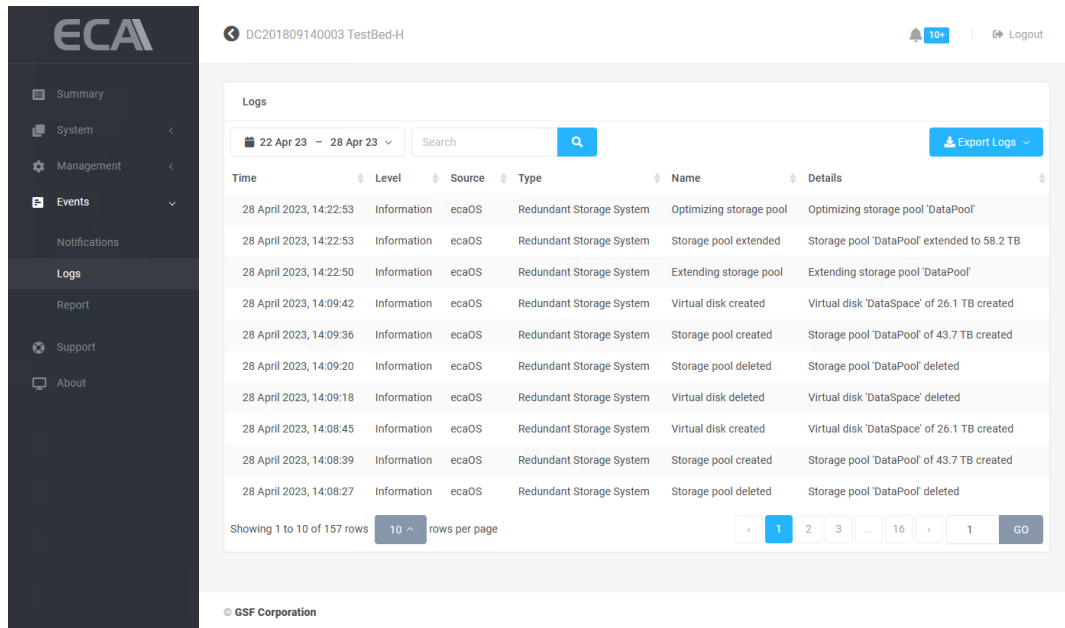 ECA
DC201809140003 TestBed-H
10+
Logout
Summary
System
Management
Events
Notifications
Logs
Report
Support
About
Logs
22 Apr 23 – 28 Apr 23
Search
Export Logs
Time Level Source Type Name Details
28 April 2023, 14:22:53 Information ecaOS Redundant Storage System Optimizing storage pool Optimizing storage pool 'DataPool'
28 April 2023, 14:22:53 Information ecaOS Redundant Storage System Storage pool extended Storage pool 'DataPool' extended to 58.2 TB
28 April 2023, 14:22:50 Information ecaOS Redundant Storage System Extending storage pool Extending storage pool 'DataPool'
28 April 2023, 14:09:42 Information ecaOS Redundant Storage System Virtual disk created Virtual disk 'DataSpace' of 26.1 TB created
28 April 2023, 14:09:36 Information ecaOS Redundant Storage System Storage pool created Storage pool 'DataPool' of 43.7 TB created
28 April 2023, 14:09:20 Information ecaOS Redundant Storage System Storage pool deleted Storage pool 'DataPool' deleted
28 April 2023, 14:09:18 Information ecaOS Redundant Storage System Virtual disk deleted Virtual disk 'DataSpace' deleted
28 April 2023, 14:08:45 Information ecaOS Redundant Storage System Virtual disk created Virtual disk 'DataSpace' of 26.1 TB created
28 April 2023, 14:08:39 Information ecaOS Redundant Storage System Storage pool created Storage pool 'DataPool' of 43.7 TB created
28 April 2023, 14:08:27 Information ecaOS Redundant Storage System Storage pool deleted Storage pool 'DataPool' deleted
Showing 1 to 10 of 157 rows 10 rows per page
‹ 1 2 3 ... 16 › 1 GO
© GSF Corporation